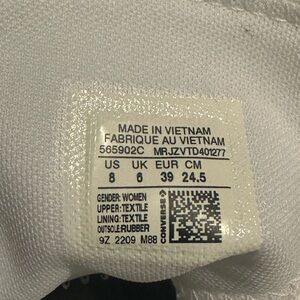 MADE IN VIETNAM
FABRIQUE AU VIETNAM
565902C MRJZVTD401277
US UK EUR CM
8 6 39 24.5
GENDER: WOMEN
UPPER: TEXTILE
LINING: TEXTILE
OUTSOLE: RUBBER
9Z 2209 M88
CONVERSE